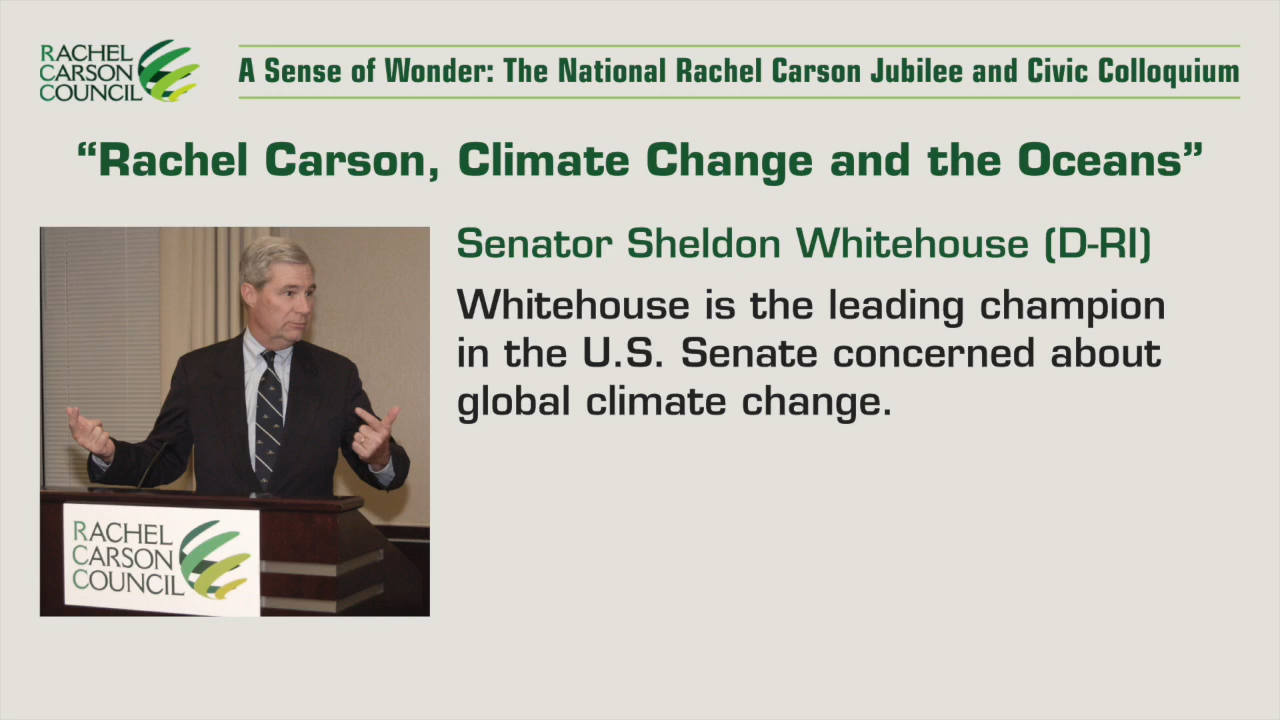 RACHEL
CARSON
COUNCIL
A Sense of Wonder: The National Rachel Carson Jubilee and Civic Colloquium
“Rachel Carson, Climate Change and the Oceans”
Senator Sheldon Whitehouse (D-RI)
Whitehouse is the leading champion
in the U.S. Senate concerned about
global climate change.
RACHEL
CARSON
COUNCIL